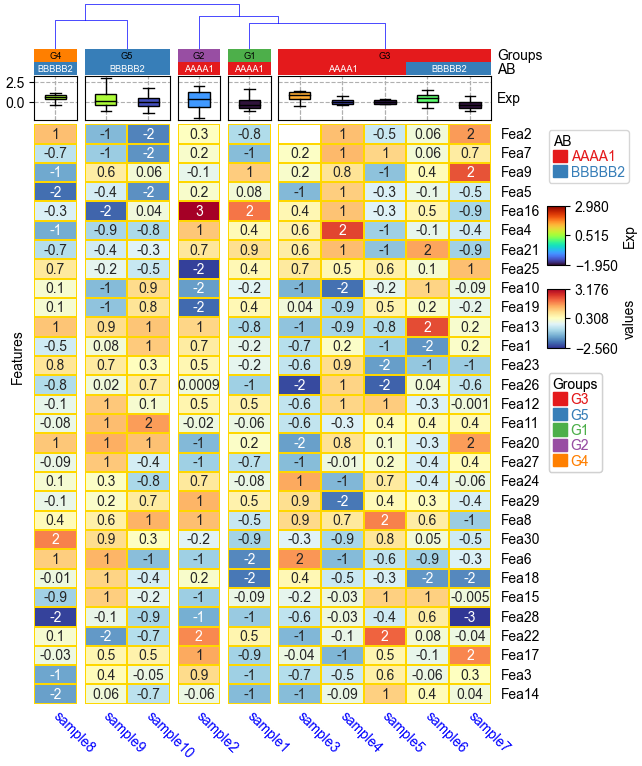 G4 G5 G2 G1 G3 Groups
BBBBB2 BBBBB2 AAAA1 AAAA1 AAAA1 BBBBB2 AB
2.5
0.0
Exp
1 -1 -2 0.3 -0.8 1 -0.5 0.06 2 Fea2
-0.7 -1 -2 0.2 -1 0.2 1 1 0.06 0.7 Fea7
-1 0.6 0.06 -0.1 1 0.2 0.8 -1 0.4 2 Fea9
-2 -0.4 -2 0.2 0.08 -1 1 -0.3 -0.1 -0.5 Fea5
-0.3 -2 0.04 3 2 0.4 1 -0.3 0.5 -0.9 Fea16
-1 -0.9 -0.8 1 0.4 0.6 2 -1 -0.1 -0.4 Fea4
-0.7 -0.4 -0.3 0.7 0.9 0.6 1 -1 2 -0.9 Fea21
0.7 -0.2 -0.5 -2 0.4 0.7 0.5 0.6 0.1 1 Fea25
0.1 -1 0.9 -2 -0.2 -1 -2 -0.2 1 -0.09 Fea10
0.1 -1 0.9 -2 0.4 0.04 -0.9 0.5 0.2 -0.2 Fea19
1 0.9 1 1 -0.8 -1 -0.9 -0.8 2 0.2 Fea13
-0.5 0.08 1 0.7 -0.2 -0.7 0.2 -1 -2 0.2 Fea1
0.8 0.7 0.3 0.5 -0.2 -0.6 0.9 -2 -1 -1 Fea23
-0.8 0.02 0.7 0.0009 -1 -2 1 -2 0.04 -0.6 Fea26
-0.1 1 0.1 0.5 0.5 -0.6 1 1 -0.3 -0.001 Fea12
-0.08 1 2 -0.02 -0.06 -0.6 -0.3 0.4 0.4 0.4 Fea11
1 1 1 -1 0.2 -2 0.8 0.1 -0.3 2 Fea20
-0.09 1 -0.4 -1 -0.7 -1 -0.01 0.2 -0.4 0.4 Fea27
0.1 0.3 -0.8 0.7 -0.08 1 -1 0.7 -0.4 -0.06 Fea24
-0.1 0.2 0.7 1 0.5 0.9 -2 0.4 0.3 -0.4 Fea29
0.4 0.6 1 1 -0.5 0.9 0.7 2 0.6 -1 Fea8
2 0.9 0.3 -0.2 -0.9 -0.3 -0.9 0.8 0.05 -0.5 Fea30
1 1 -1 -1 -2 2 -1 -0.6 -0.9 -0.3 Fea6
-0.01 1 -0.4 0.2 -2 0.4 -0.5 -0.3 -2 -2 Fea18
-0.9 1 -0.2 -1 -0.09 -0.2 -0.03 1 1 -0.005 Fea15
-2 -0.1 -0.9 -1 -1 -0.6 -0.03 -0.4 0.6 -3 Fea28
0.1 -2 -0.7 2 0.5 -1 -0.1 2 0.08 -0.04 Fea22
-0.03 0.5 0.5 1 -0.9 -0.04 -1 0.5 -0.1 2 Fea17
-1 0.4 -0.05 0.9 -1 -0.7 -0.5 0.6 -0.06 0.3 Fea3
-2 0.06 -0.7 -0.06 -1 -1 -0.09 1 0.4 0.04 Fea14
Features
sample8 sample9 sample10 sample2 sample1 sample3 sample4 sample5 sample6 sample7
AB
AAAA1
BBBBB2
2.980
0.515
−1.950
Exp
3.176
0.308
−2.560
values
Groups
G3
G5
G1
G2
G4